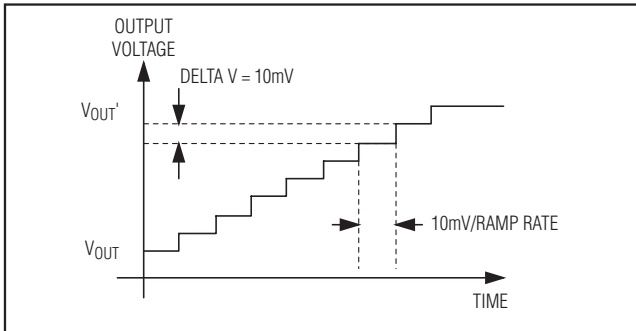 OUTPUT
VOLTAGE
DELTA V = 10mV
VOUT'
10mV/RAMP RATE
VOUT
TIME